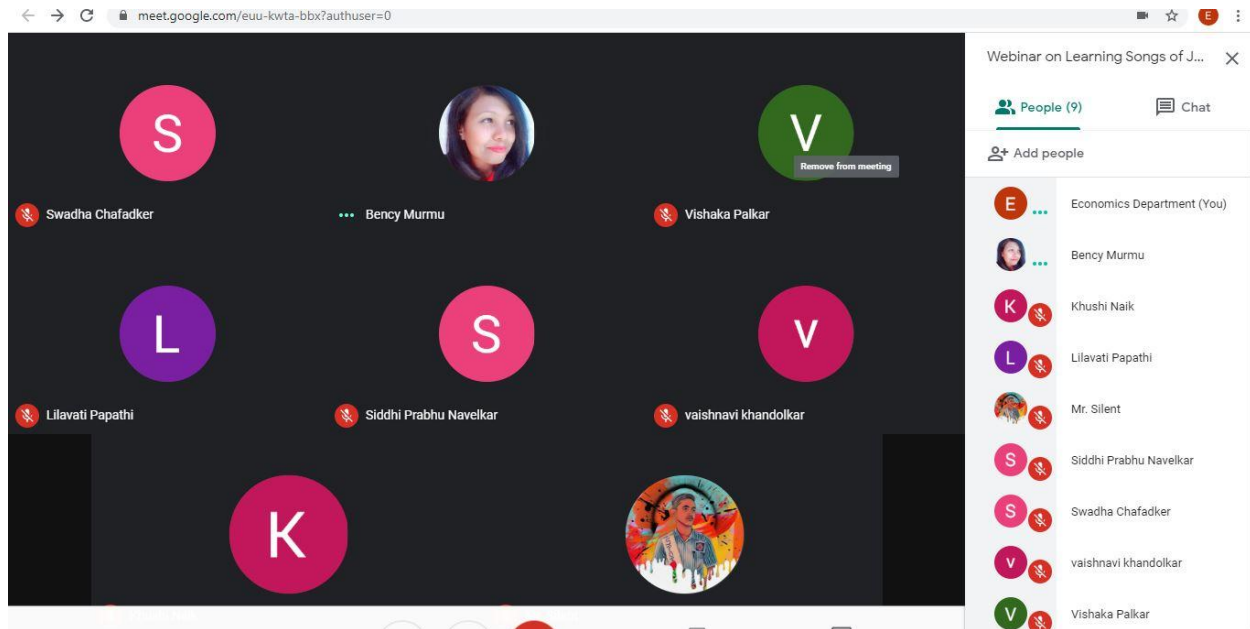 meet.google.com/euu-kwta-bbx?authuser=0
E
Webinar on Learning Songs of J...
People (9)
Chat
Add people
S
V
Remove from meeting
Swadha Chafadker
Bency Murmu
Vishaka Palkar
L
S
v
Lilavati Papathi
Siddhi Prabhu Navelkar
vaishnavi khandolkar
K
E
Economics Department (You)
Bency Murmu
K
Khushi Naik
L
Lilavati Papathi
Mr. Silent
S
Siddhi Prabhu Navelkar
S
Swadha Chafadker
v
vaishnavi khandolkar
V
Vishaka Palkar